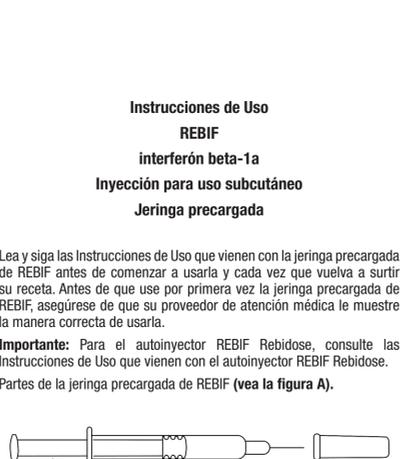 Instrucciones de Uso
REBIF
interferón beta-1a
Inyección para uso subcutáneo
Jeringa precargada
Lea y siga las Instrucciones de Uso que vienen con la jeringa precargada
de REBIF antes de comenzar a usarla y cada vez que vuelva a surtir
su receta. Antes de que use por primera vez la jeringa precargada de
REBIF, asegúrese de que su proveedor de atención médica le muestre
la manera correcta de usarla.
Importante: Para el autoinyector REBIF Rebidose, consulte las
Instrucciones de Uso que vienen con el autoinyector REBIF Rebidose.
Partes de la jeringa precargada de REBIF (vea la figura A).